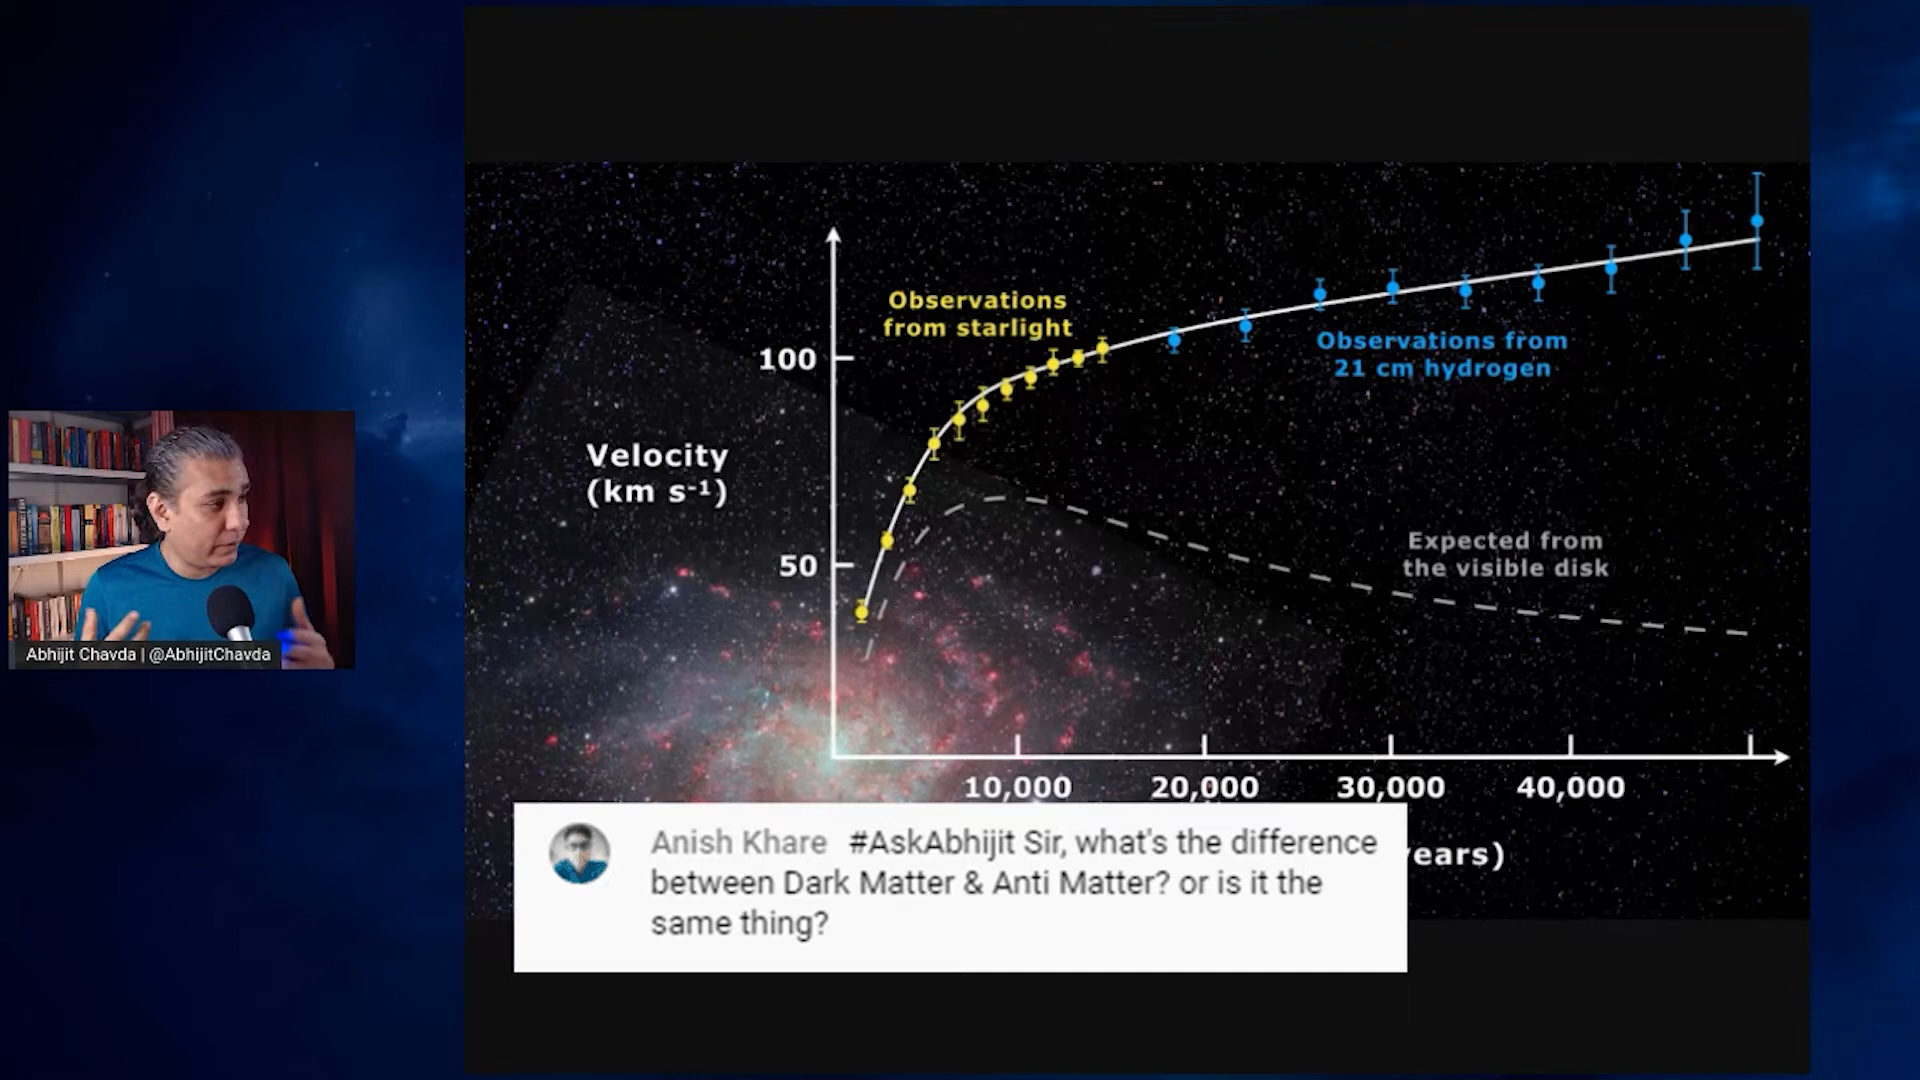 Observations
from starlight
100
Observations from
21 cm hydrogen
Velocity
(km s⁻¹)
50
Expected from
the visible disk
10,000 20,000 30,000 40,000
Abhijit Chavda | @AbhijitChavda
Anish Khare #AskAbhijit Sir, what's the difference
between Dark Matter & Anti Matter? or is it the
same thing?
years)